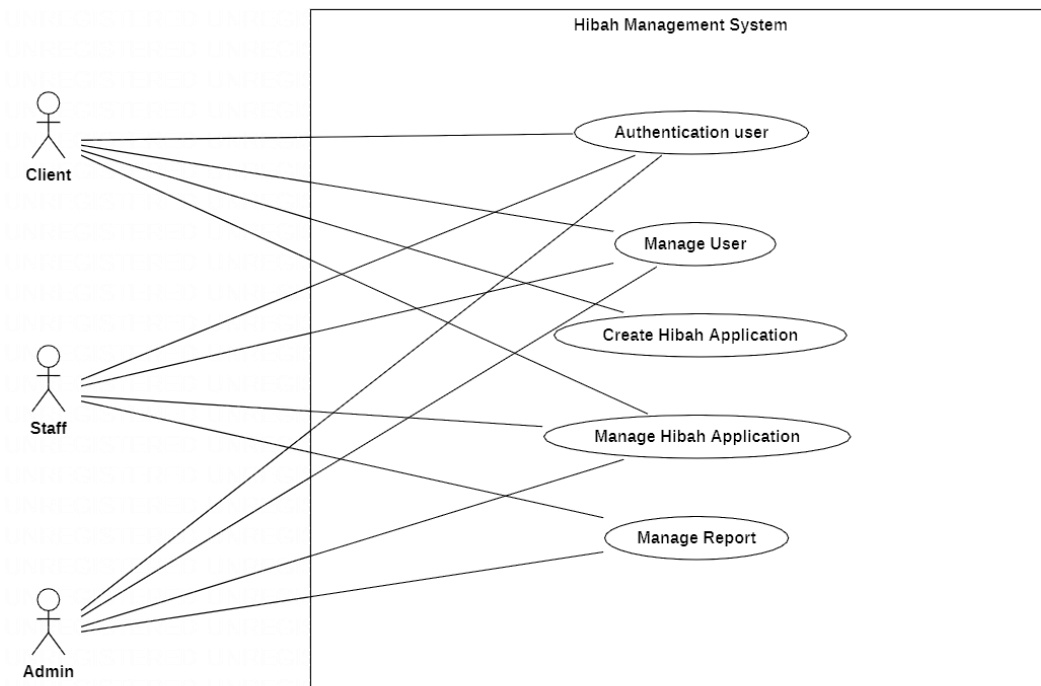 Hibah Management System
Authentication user
Client
Manage User
Create Hibah Application
Staff
Manage Hibah Application
Manage Report
Admin